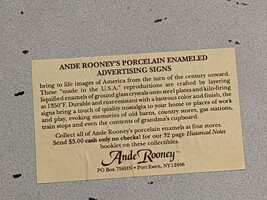 ANDE ROONEY'S PORCELAIN ENAMELED
ADVERTISING SIGNS
bring to life images of America from the turn of the century onward.
These "made in the U.S.A." reproductions are crafted by layering
liquified enamels of ground glass crystals onto steel plates and kiln-firing
at 1350°F. Durable and rust-resistant with a lustrous color and finish, the
signs bring a touch of quality nostalgia to your home or places of work
and play, evoking memories of old barns, country stores, gas stations,
train stops and even the contents of grandma's cupboard.
Collect all of Ande Rooney's porcelain enamels at fine stores.
Send $3.00 cash only no checks! for our 32 page Historical Notes
booklet on these collectibles.
Ande Rooney™
PO Box 758HN • Port Ewen, NY 12466